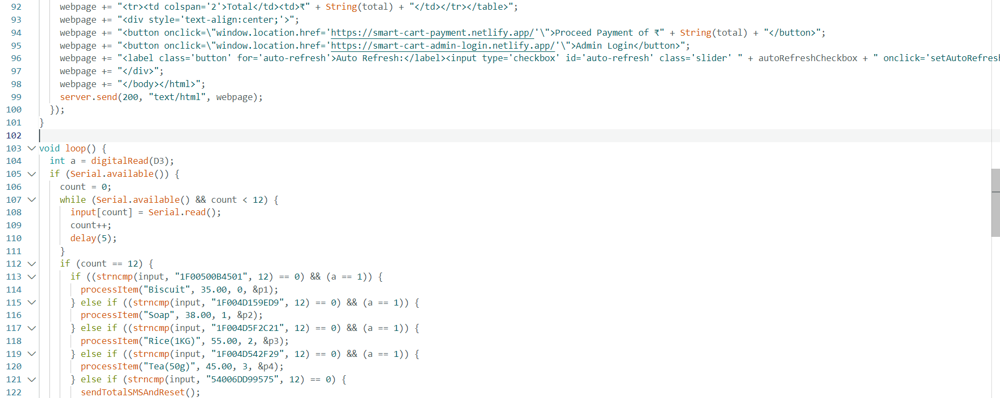 92 webpage += "<tr><td colspan='2'>Total</td><td>₹" + String(total) + "</td></tr></table>";
93 webpage += "<div style='text-align:center;'>";
94 webpage += "<button onclick=\"window.location.href='https://smart-cart-payment.netlify.app/'\">Proceed Payment of ₹" + String(total) + "</button>";
95 webpage += "<button onclick=\"window.location.href='https://smart-cart-admin-login.netlify.app/'\">Admin Login</button>";
96 webpage += "<label class='button' for='auto-refresh'>Auto Refresh:</label><input type='checkbox' id='auto-refresh' class='slider' " + autoRefreshCheckbox + " onclick='setAutoRefresh
97 webpage += "</div>";
98 webpage += "</body></html>";
99 server.send(200, "text/html", webpage);
100 });
101 }
102
103 void loop() {
104 int a = digitalRead(D3);
105 if (Serial.available()) {
106 count = 0;
107 while (Serial.available() && count < 12) {
108 input[count] = Serial.read();
109 count++;
110 delay(5);
111 }
112 if (count == 12) {
113 if ((strncmp(input, "1F00500B4501", 12) == 0) && (a == 1)) {
114 processItem("Biscuit", 35.00, 0, &p1);
115 } else if ((strncmp(input, "1F004D159ED9", 12) == 0) && (a == 1)) {
116 processItem("Soap", 38.00, 1, &p2);
117 } else if ((strncmp(input, "1F004D5F2C21", 12) == 0) && (a == 1)) {
118 processItem("Rice(1KG)", 55.00, 2, &p3);
119 } else if ((strncmp(input, "1F004D542F29", 12) == 0) && (a == 1)) {
120 processItem("Tea(50g)", 45.00, 3, &p4);
121 } else if (strncmp(input, "54006DD99575", 12) == 0) {
122 sendTotalSMSAndReset();